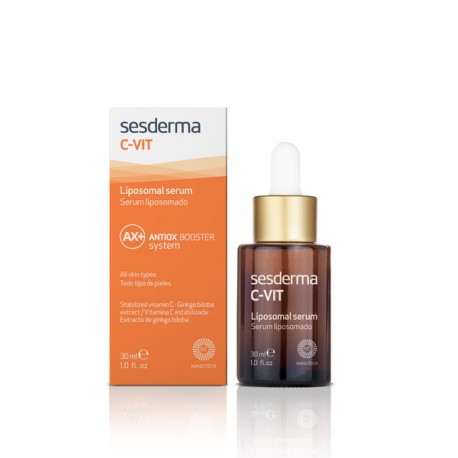 sesderma
C-VIT
Liposomal serum
Serum liposomado
AX+ ANTIOX BOOSTER
system
All skin types
Todo tipo de pieles
Stabilized vitamin C · Ginkgo biloba
extract / Vitamina C estabilizada
Extracto de ginkgo biloba
30 ml e
1.0 fl. oz
NANOTECH
sesderma
C-VIT
Liposomal serum
Serum liposomado
30 ml e
1.0 fl. oz
NANOTECH